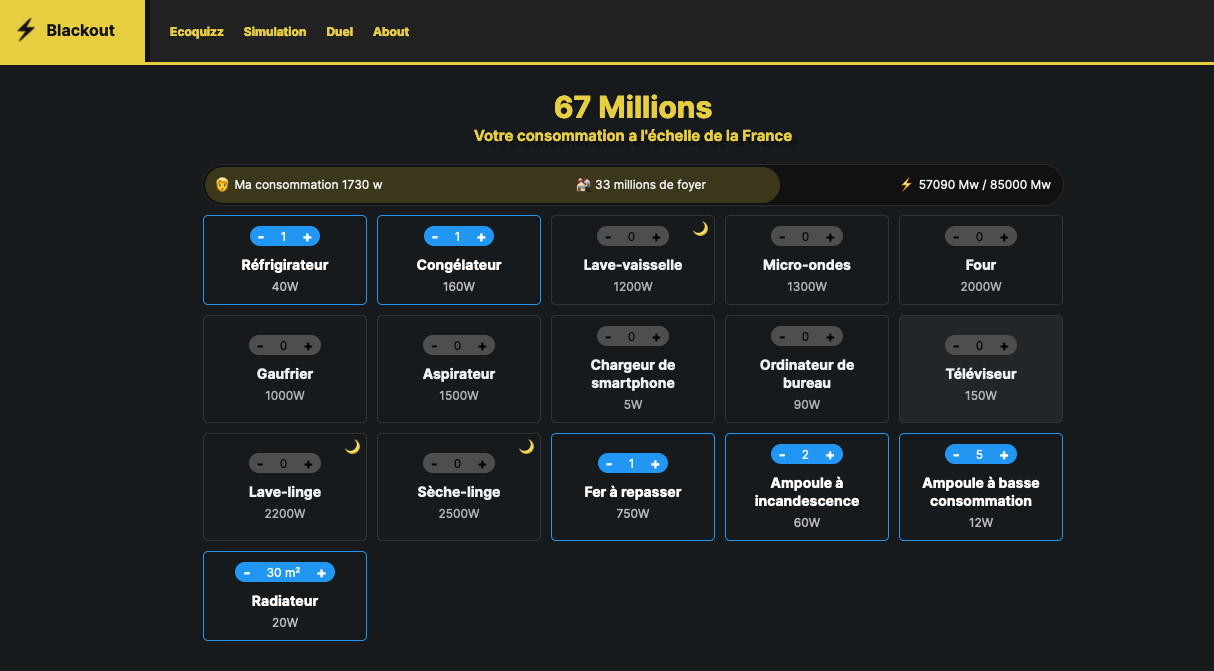 ⚡ Blackout
Ecoquizz Simulation Duel About
67 Millions
Votre consommation a l'échelle de la France
Ma consommation 1730 w
33 millions de foyer
⚡ 57090 Mw / 85000 Mw
- 1 +
Réfrigirateur
40W
- 1 +
Congélateur
160W
- 0 +
Lave-vaisselle
1200W
- 0 +
Micro-ondes
1300W
- 0 +
Four
2000W
- 0 +
Gaufrier
1000W
- 0 +
Aspirateur
1500W
- 0 +
Chargeur de
smartphone
5W
- 0 +
Ordinateur de
bureau
90W
- 0 +
Téléviseur
150W
- 0 +
Lave-linge
2200W
- 0 +
Sèche-linge
2500W
- 1 +
Fer à repasser
750W
- 2 +
Ampoule à
incandescence
60W
- 5 +
Ampoule à basse
consommation
12W
- 30 m² +
Radiateur
20W